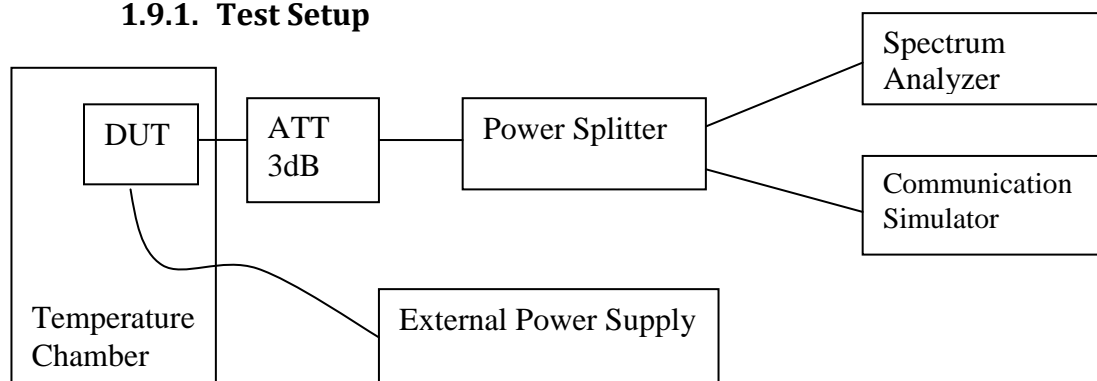 1.9.1. Test Setup
Spectrum
Analyzer
DUT
ATT
3dB
Power Splitter
Communication
Simulator
Temperature
Chamber
External Power Supply